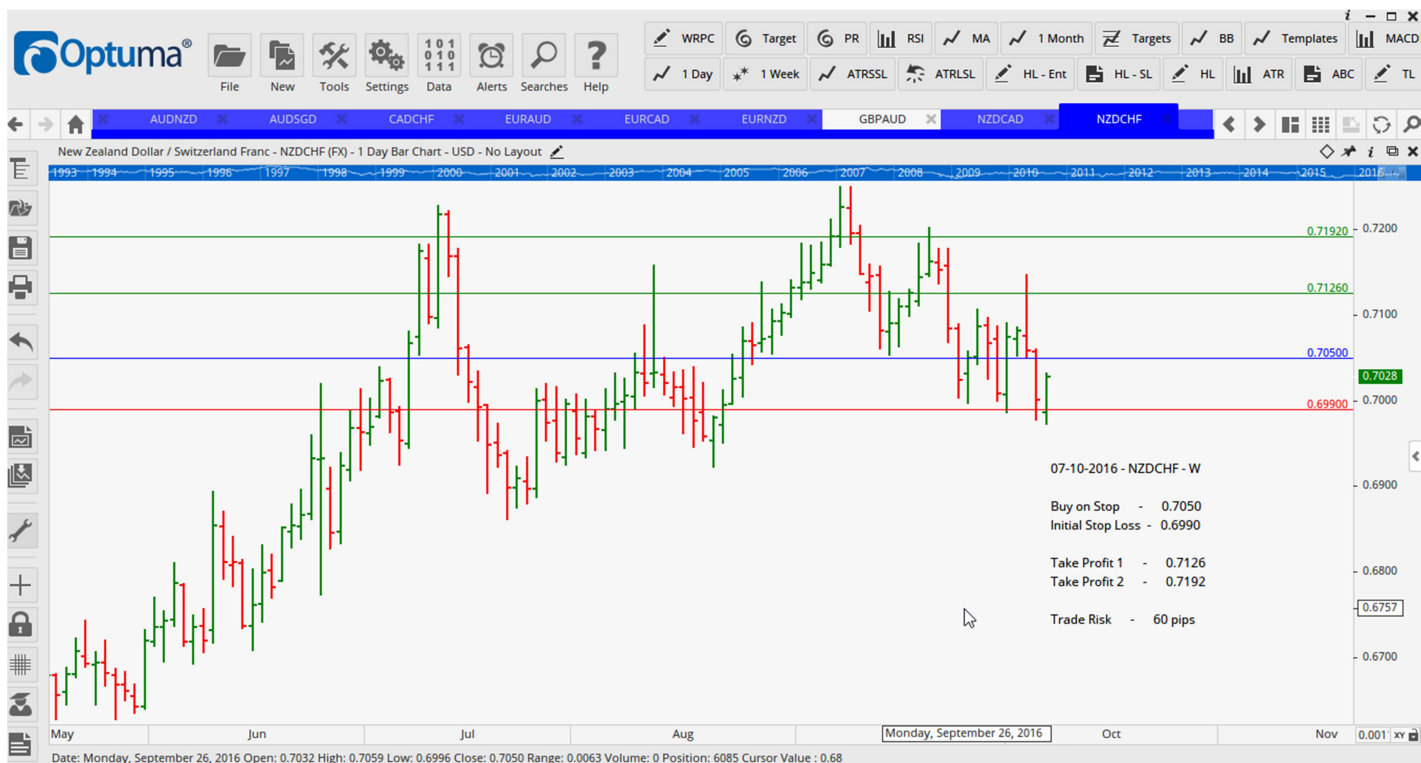 i
Optuma®
File
New
Tools
Settings
101
010
111
Data
Alerts
Searches
?
Help
WRPC
Target
PR
RSI
MA
1 Month
Targets
BB
Templates
MACD
1 Day
1 Week
ATRSSL
ATRLSL
HL - Ent
HL - SL
HL
ATR
ABC
TL
AUDNZD
AUDSGD
CADCHF
EURAUD
EURCAD
EURNZD
GBPAUD
NZDCAD
NZDCHF
New Zealand Dollar / Switzerland Franc - NZDCHF (FX) - 1 Day Bar Chart - USD - No Layout
i
1993 1994 1995 1996 1997 1998 1999 2000 2001 2002 2003 2004 2005 2006 2007 2008 2009 2010 2011 2012 2013 2014 2015 2016
0.71920
0.7200
0.71260
0.7100
0.70500
0.7028
0.69900
0.7000
07-10-2016 - NZDCHF - W
0.6900
Buy on Stop - 0.7050
Initial Stop Loss - 0.6990
Take Profit 1 - 0.7126
0.6800
Take Profit 2 - 0.7192
0.6757
Trade Risk - 60 pips
0.6700
May Jun Jul Aug Monday, September 26, 2016 Oct Nov
0.001 XY
Date: Monday, September 26, 2016 Open: 0.7032 High: 0.7059 Low: 0.6996 Close: 0.7050 Range: 0.0063 Volume: 0 Position: 6085 Cursor Value : 0.68